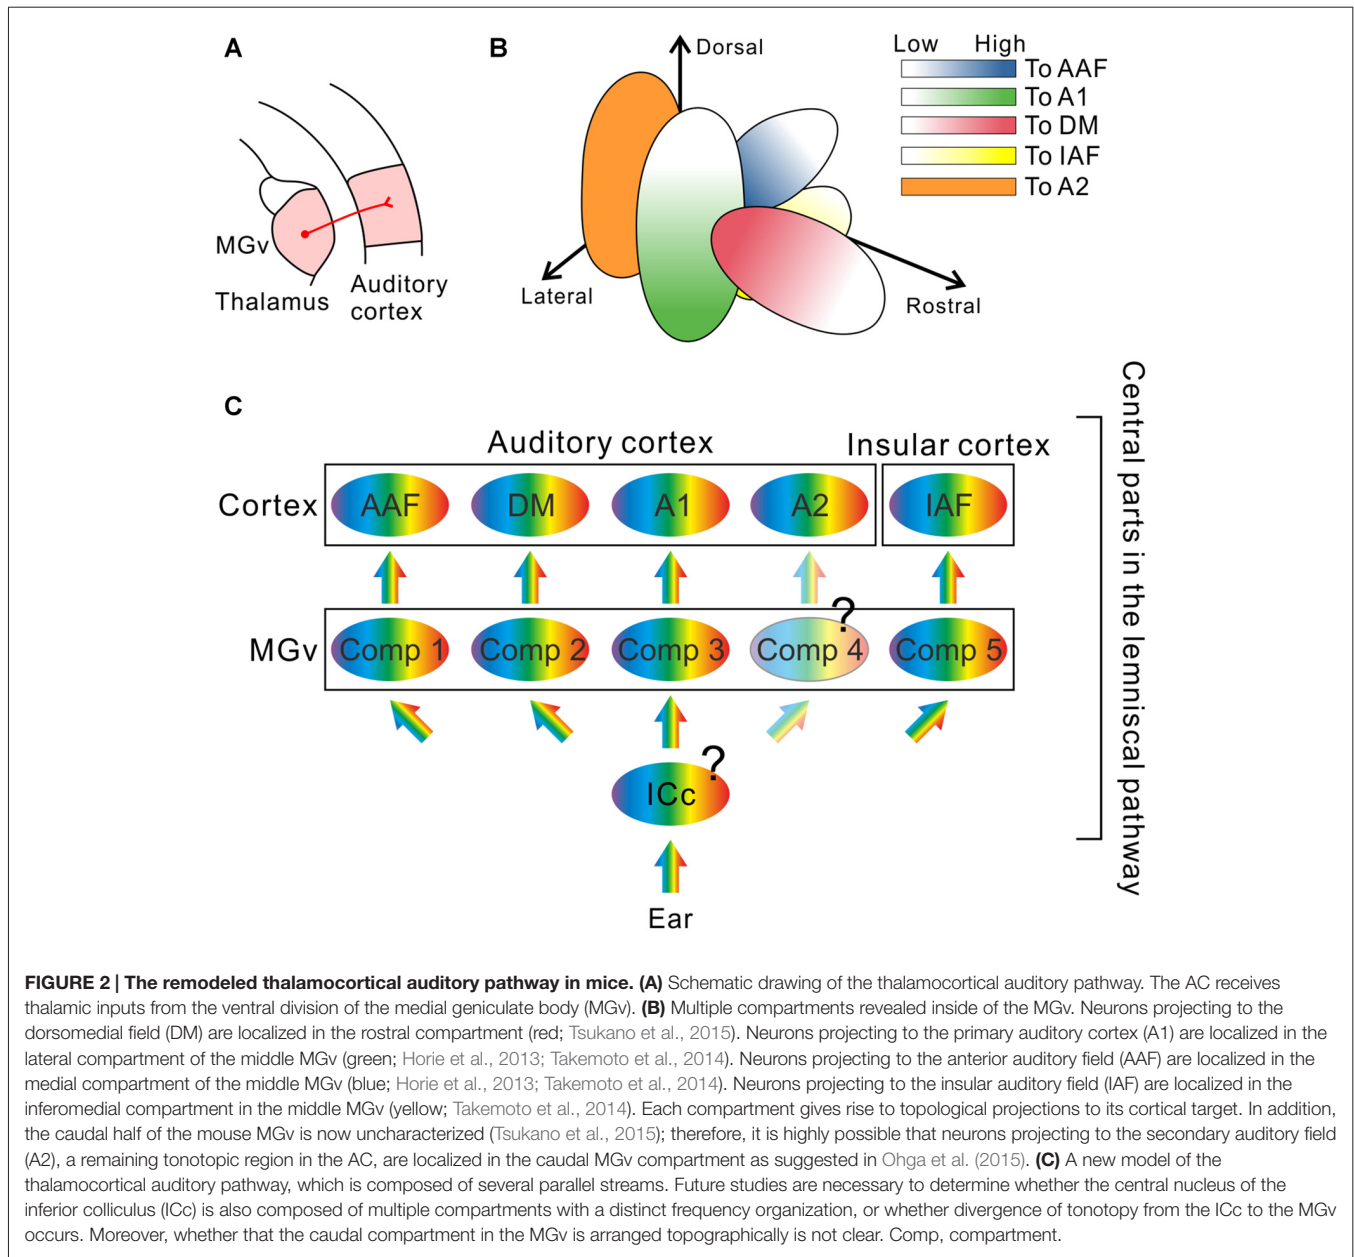 A
MGv
Thalamus
Auditory
cortex
B
Dorsal
Lateral
Rostral
Low High
To AAF
To A1
To DM
To IAF
To A2
C
Auditory cortex
Insular cortex
Cortex
AAF
DM
A1
A2
IAF
?
MGv
Comp 1
Comp 2
Comp 3
Comp 4
Comp 5
?
ICc
Ear
Central parts in the lemniscal pathway
FIGURE 2 | The remodeled thalamocortical auditory pathway in mice. (A) Schematic drawing of the thalamocortical auditory pathway. The AC receives
thalamic inputs from the ventral division of the medial geniculate body (MGv). (B) Multiple compartments revealed inside of the MGv. Neurons projecting to the
dorsomedial field (DM) are localized in the rostral compartment (red; Tsukano et al., 2015). Neurons projecting to the primary auditory cortex (A1) are localized in the
lateral compartment of the middle MGv (green; Horie et al., 2013; Takemoto et al., 2014). Neurons projecting to the anterior auditory field (AAF) are localized in the
medial compartment of the middle MGv (blue; Horie et al., 2013; Takemoto et al., 2014). Neurons projecting to the insular auditory field (IAF) are localized in the
inferomedial compartment in the middle MGv (yellow; Takemoto et al., 2014). Each compartment gives rise to topological projections to its cortical target. In addition,
the caudal half of the mouse MGv is now uncharacterized (Tsukano et al., 2015); therefore, it is highly possible that neurons projecting to the secondary auditory field
(A2), a remaining tonotopic region in the AC, are localized in the caudal MGv compartment as suggested in Ohga et al. (2015). (C) A new model of the
thalamocortical auditory pathway, which is composed of several parallel streams. Future studies are necessary to determine whether the central nucleus of the
inferior colliculus (ICc) is also composed of multiple compartments with a distinct frequency organization, or whether divergence of tonotopy from the ICc to the MGv
occurs. Moreover, whether that the caudal compartment in the MGv is arranged topographically is not clear. Comp, compartment.